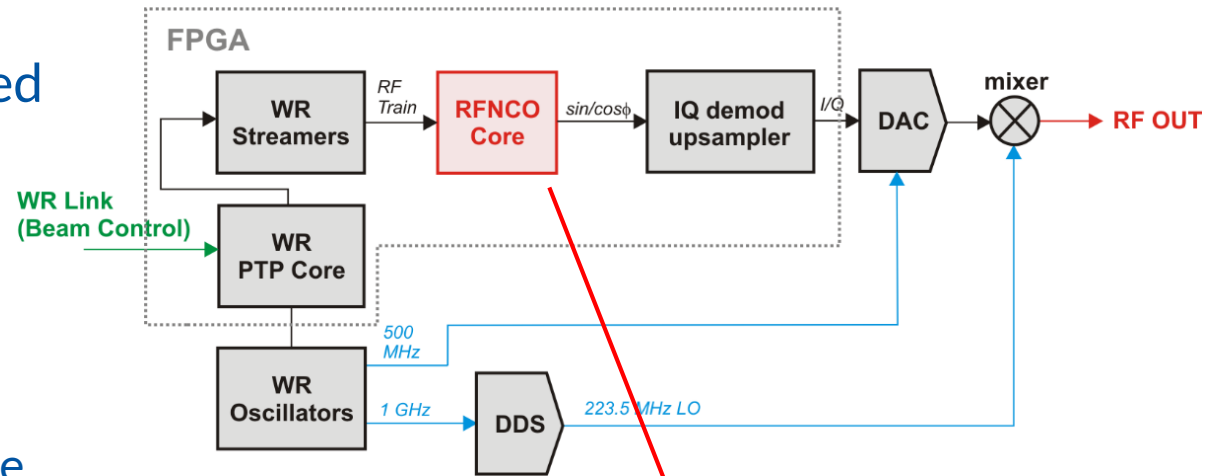 FPGA
ed
WR
Streamers
RF
Train
RFNCO
Core
sin/cosϕ
IQ demod
upsampler
I/Q
DAC
mixer
RF OUT
WR Link
(Beam Control)
WR
PTP Core
500
MHz
WR
Oscillators
1 GHz
DDS
223.5 MHz LO
e